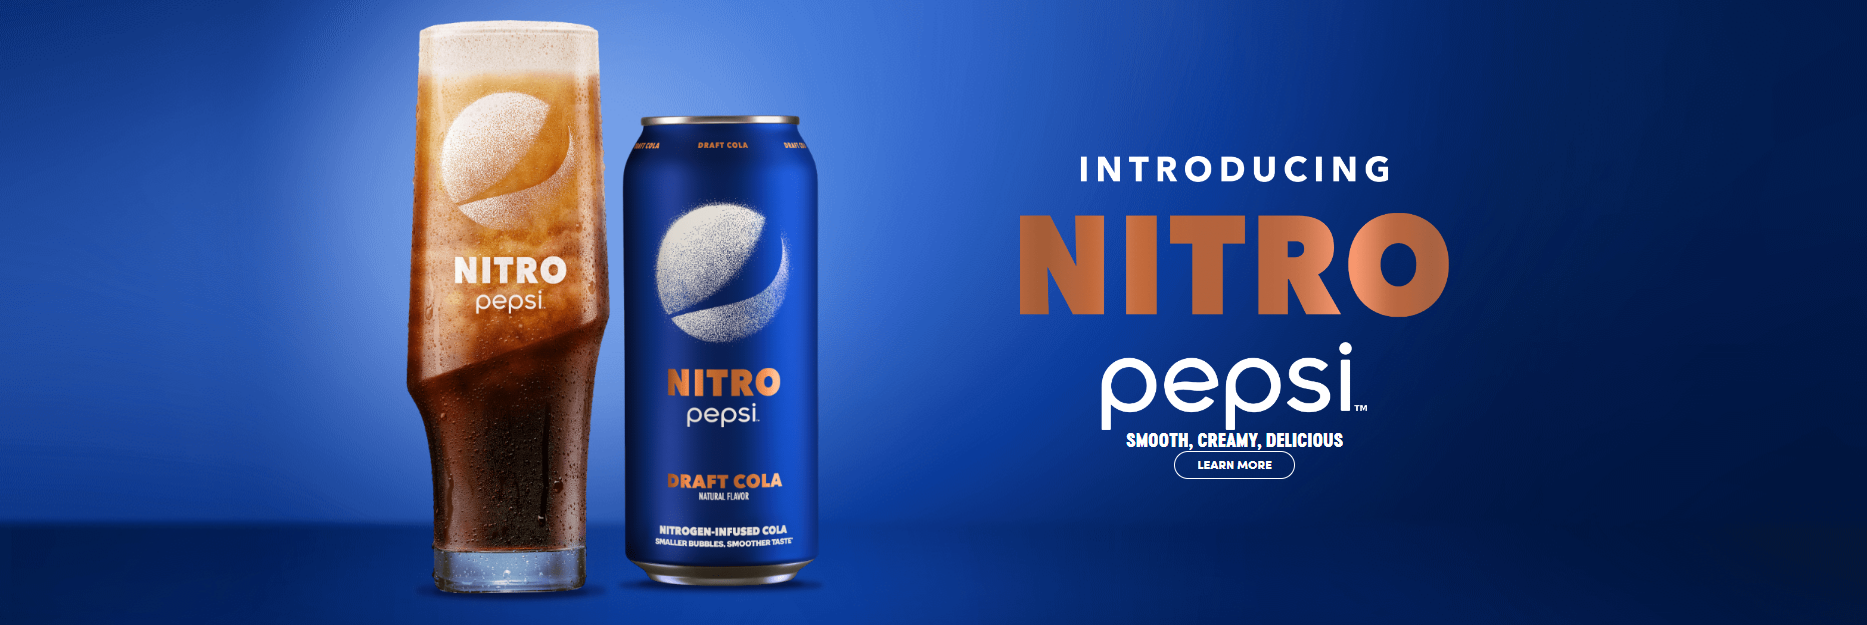 NITRO
pepsi
DRAFT COLA
NITRO
pepsi
DRAFT COLA
NATURAL FLAVOR
NITROGEN-INFUSED COLA
SMALLER BUBBLES. SMOOTHER TASTE
INTRODUCING
NITRO
pepsi™
SMOOTH, CREAMY, DELICIOUS
LEARN MORE